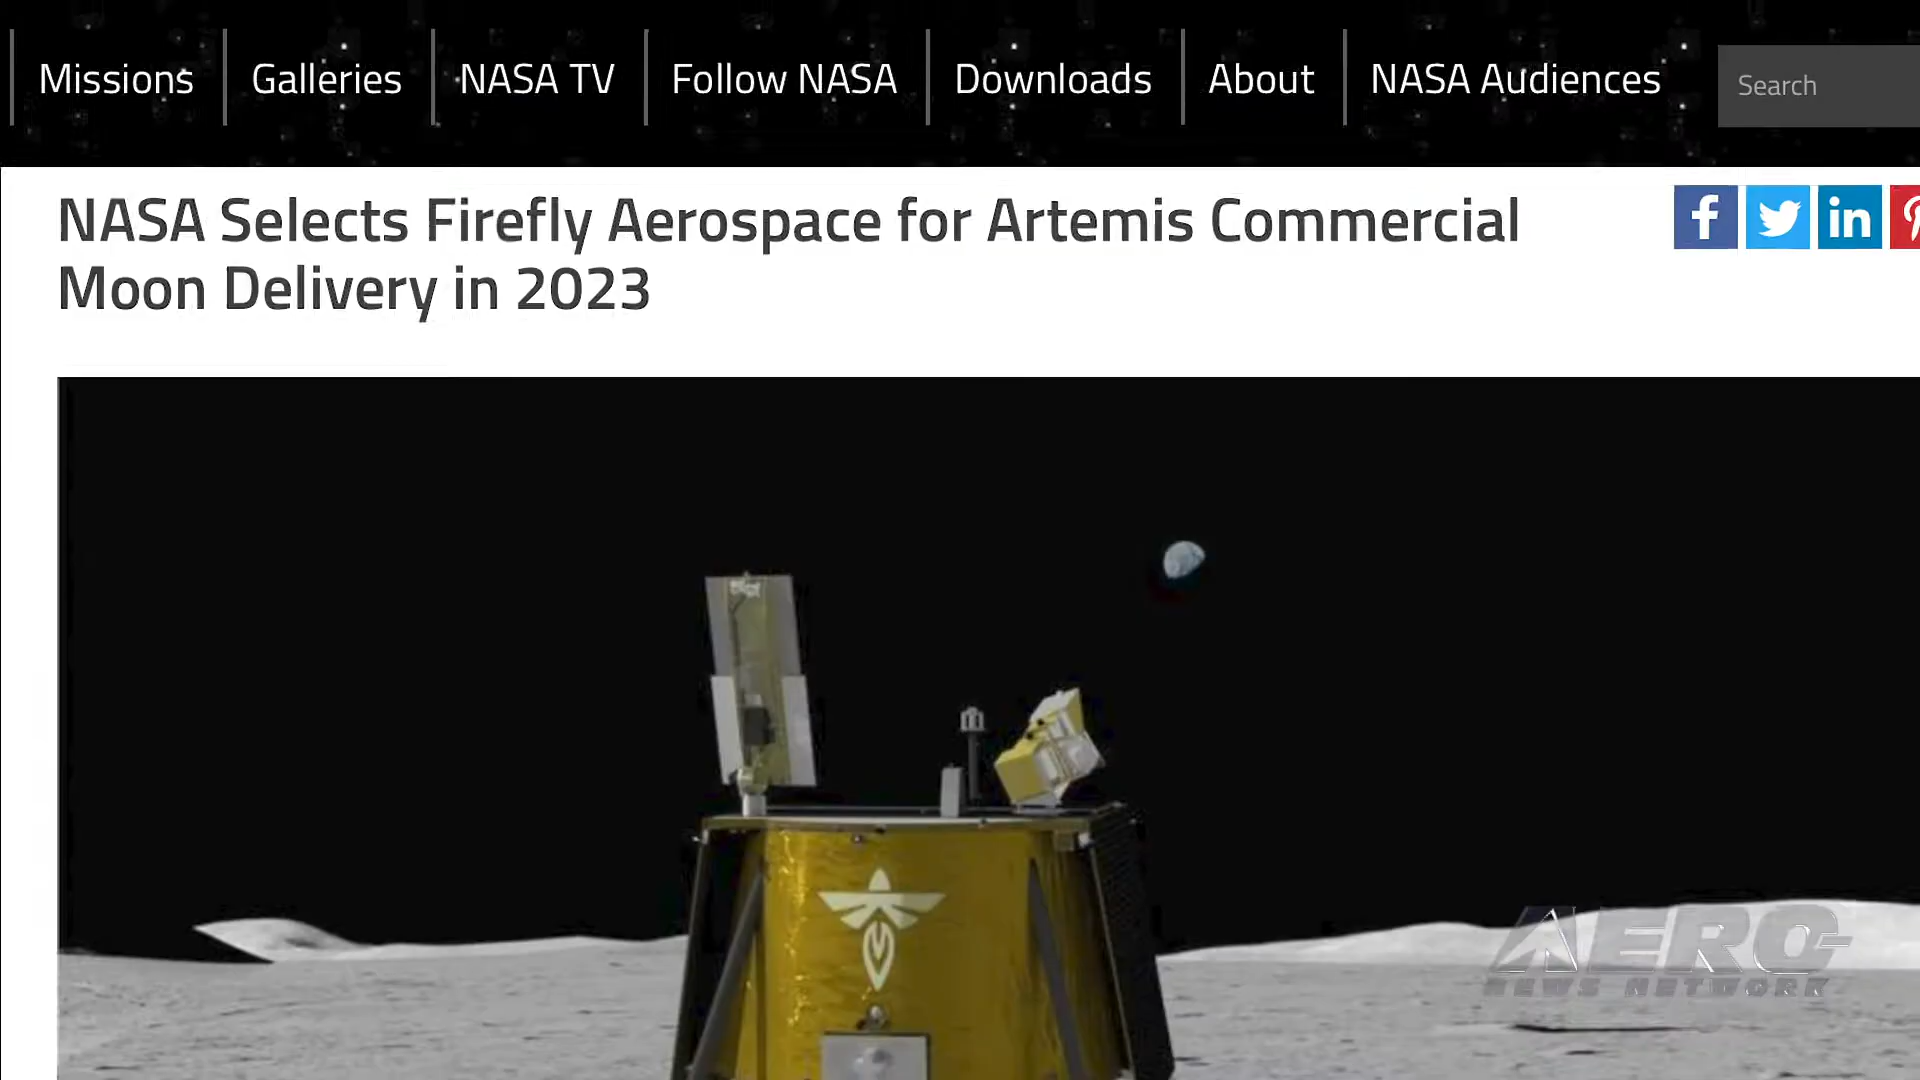 Missions
Galleries
NASA TV
Follow NASA
Downloads
About
NASA Audiences
Search
NASA Selects Firefly Aerospace for Artemis Commercial
Moon Delivery in 2023
AERO
NEWS NETWORK